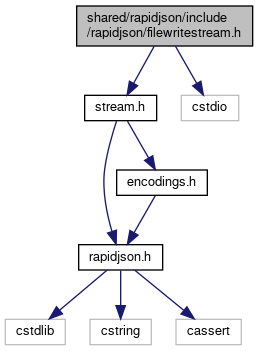 shared/rapidjson/include
/rapidjson/filewritestream.h
stream.h
cstdio
encodings.h
rapidjson.h
cstdlib
cstring
cassert